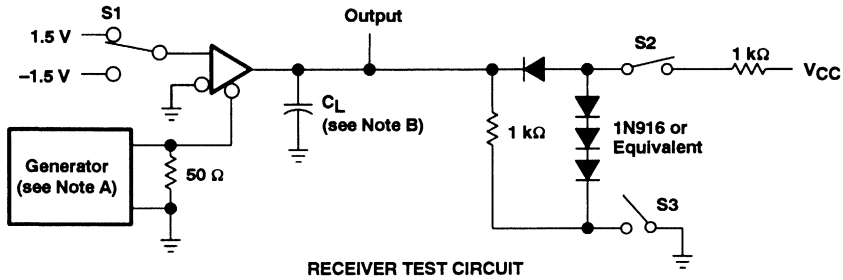 S1
1.5 V
–1.5 V
Output
S2
1 kΩ
VCC
CL
(see Note B)
1 kΩ
1N916 or
Equivalent
Generator
(see Note A)
50 Ω
S3
RECEIVER TEST CIRCUIT